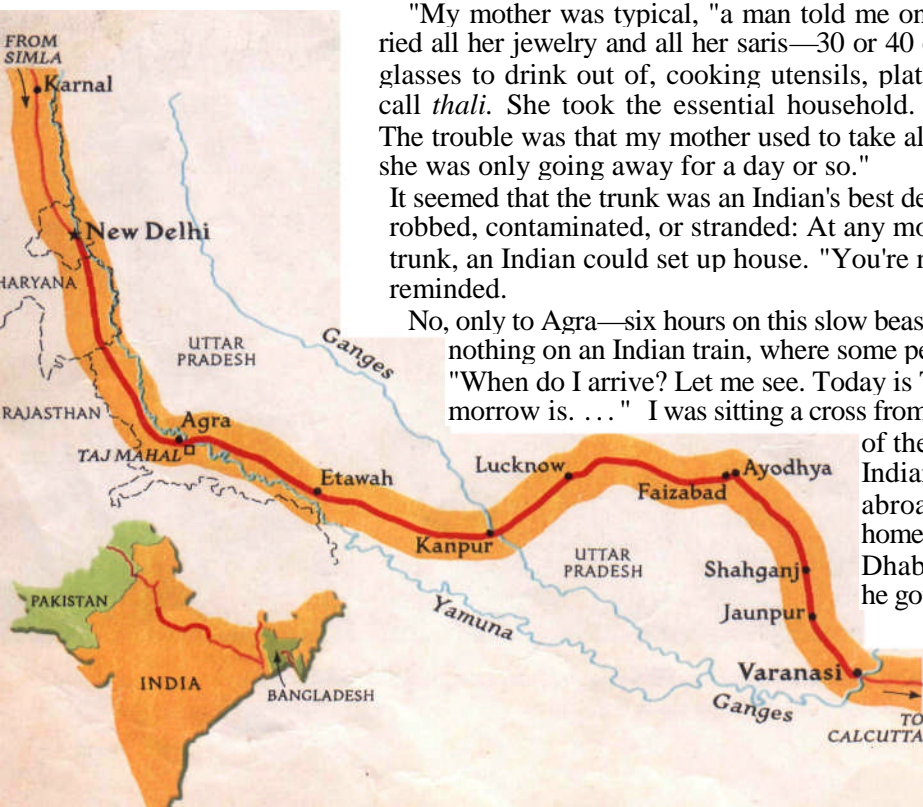 "My mother was typical, "a man told me on
ried all her jewelry and all her saris—30 or 40
glasses to drink out of, cooking utensils, plat
call thali. She took the essential household.
The trouble was that my mother used to take al
she was only going away for a day or so."
It seemed that the trunk was an Indian's best de
robbed, contaminated, or stranded: At any mo
trunk, an Indian could set up house. "You're
reminded.
No, only to Agra—six hours on this slow beas
nothing on an Indian train, where some pe
"When do I arrive? Let me see. Today is
morrow is. ..." I was sitting a cross from
of the
Indian
abroa
home
Dhab
he go
FROM
SIMLA
Karnal
New Delhi
HARYANA
UTTAR
PRADESH
Ganges
RAJASTHAN
Agra
TAJ MAHAL
Etawah
Lucknow
Faizabad
Ayodhya
Kanpur
UTTAR
PRADESH
Shahganj
Jaunpur
Yamuna
Varanasi
Ganges
TO
CALCUTTA
PAKISTAN
INDIA
BANGLADESH